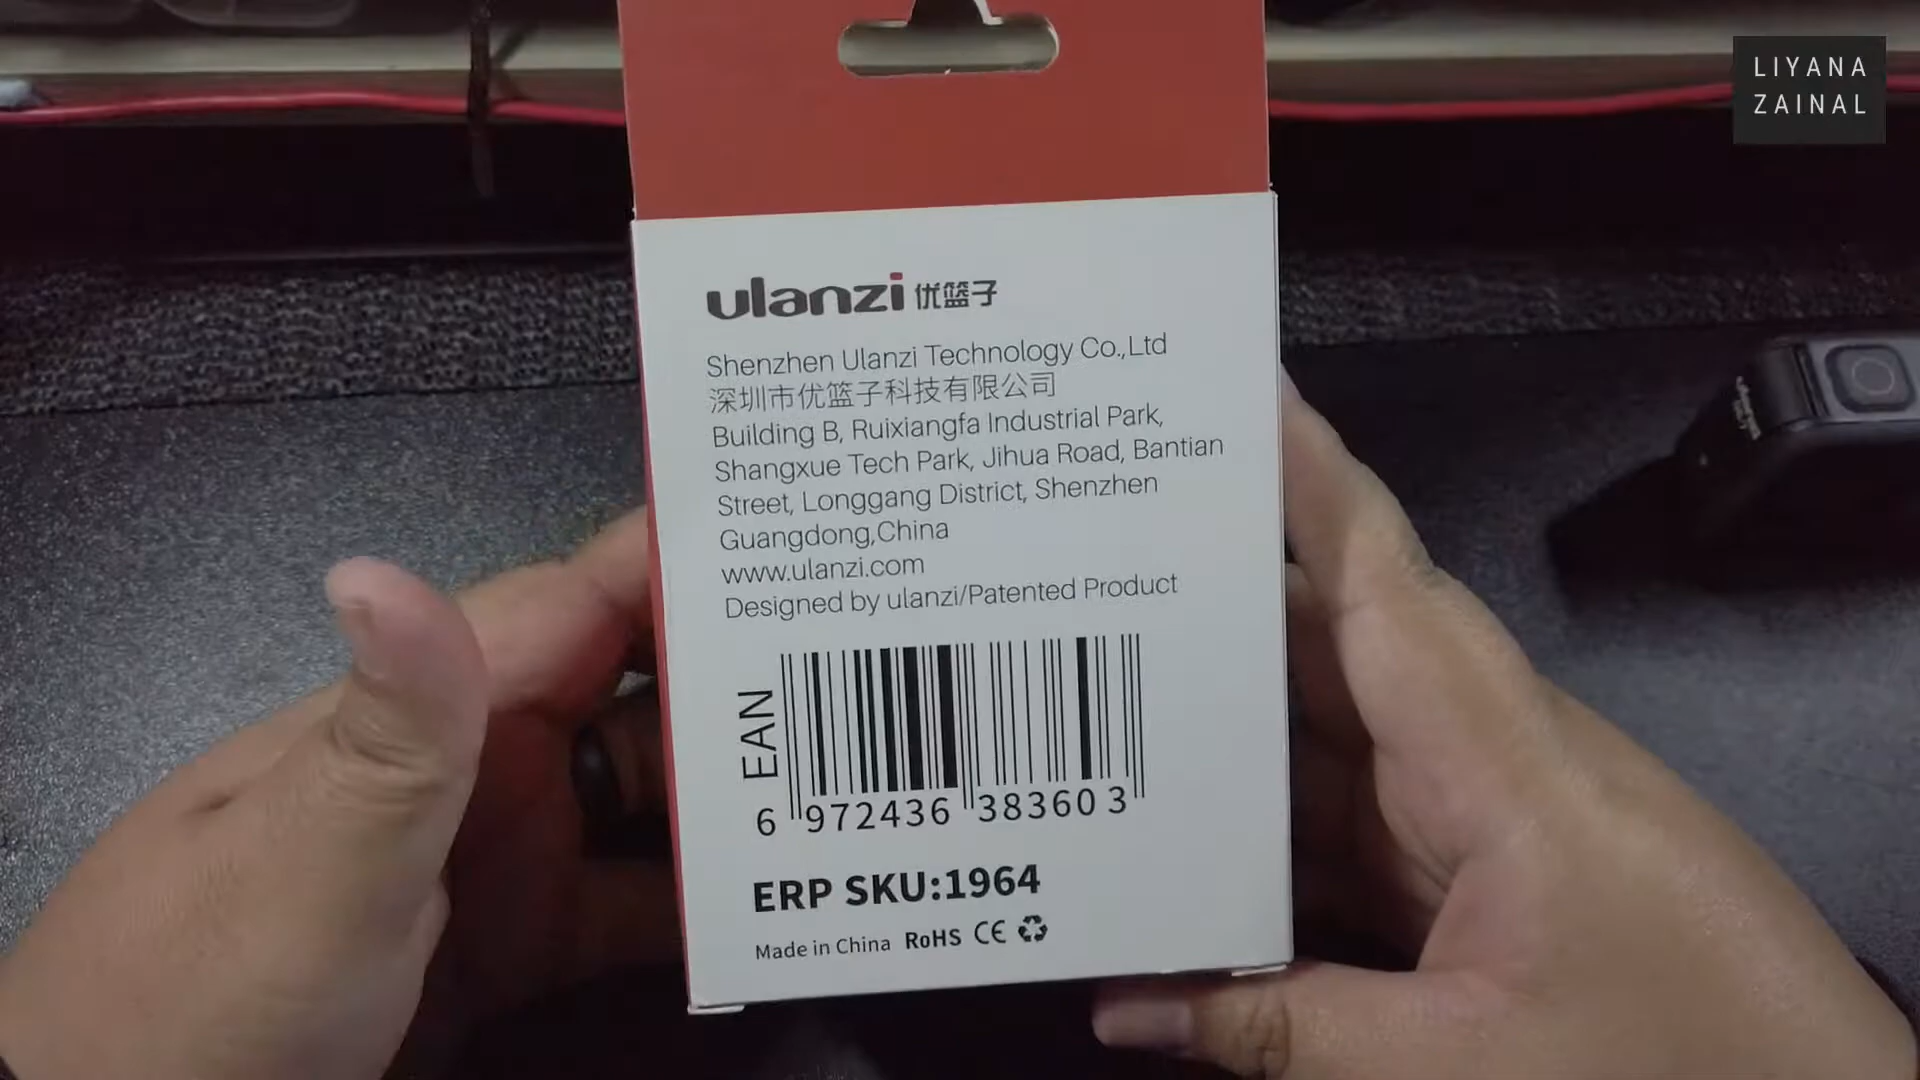 LIYANA
ZAINAL
ulanzi 优篮子
Shenzhen Ulanzi Technology Co.,Ltd
深圳市优篮子科技有限公司
Building B, Ruixiangfa Industrial Park,
Shangxue Tech Park, Jihua Road, Bantian
Street, Longgang District, Shenzhen
Guangdong,China
www.ulanzi.com
Designed by ulanzi/Patented Product
EAN
6 972436 383603
ERP SKU:1964
Made in China RoHS CE